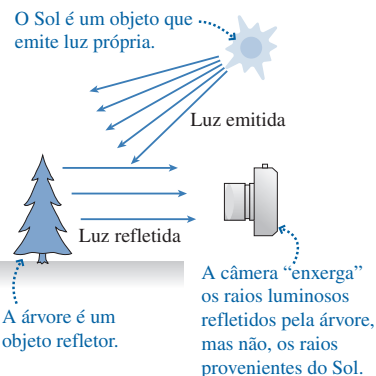 O Sol é um objeto que
emite luz própria.
Luz emitida
Luz refletida
A árvore é um
objeto refletor.
A câmera “enxerga”
os raios luminosos
refletidos pela árvore,
mas não, os raios
provenientes do Sol.